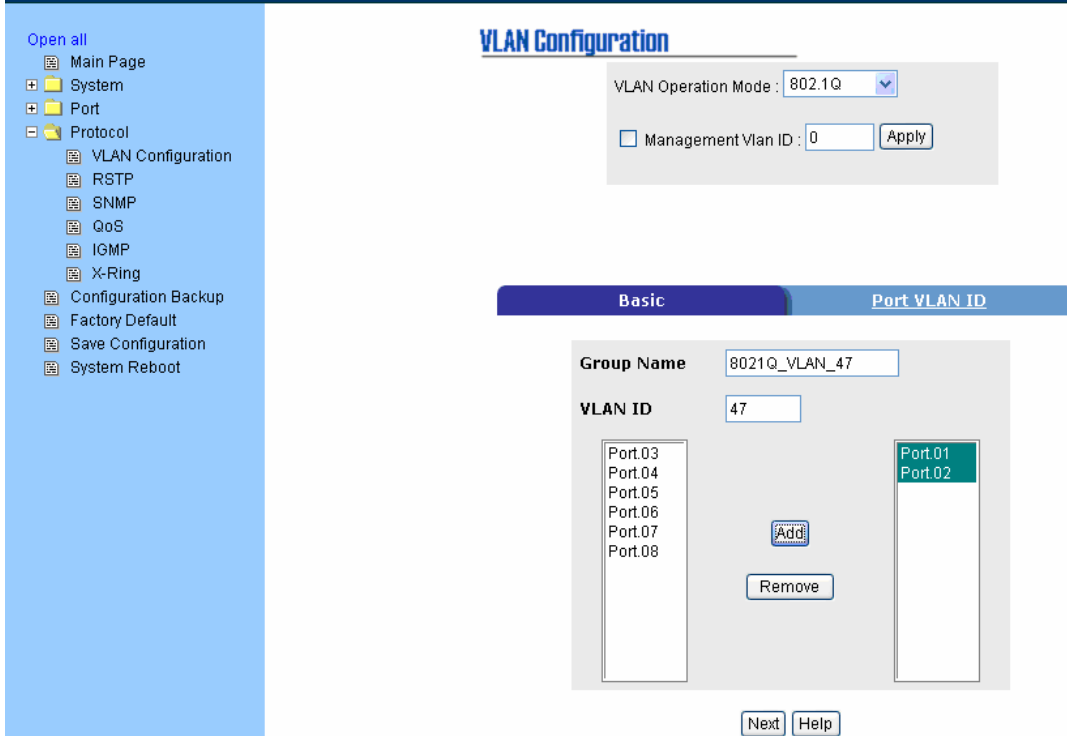 Open all
Main Page
System
Port
Protocol
VLAN Configuration
RSTP
SNMP
QoS
IGMP
X-Ring
Configuration Backup
Factory Default
Save Configuration
System Reboot
VLAN Configuration
VLAN Operation Mode : 802.1Q
Management Vlan ID : 0 Apply
Basic Port VLAN ID
Group Name 8021Q_VLAN_47
VLAN ID 47
Port.03
Port.04
Port.05
Port.06
Port.07
Port.08
Add
Remove
Port.01
Port.02
Next Help